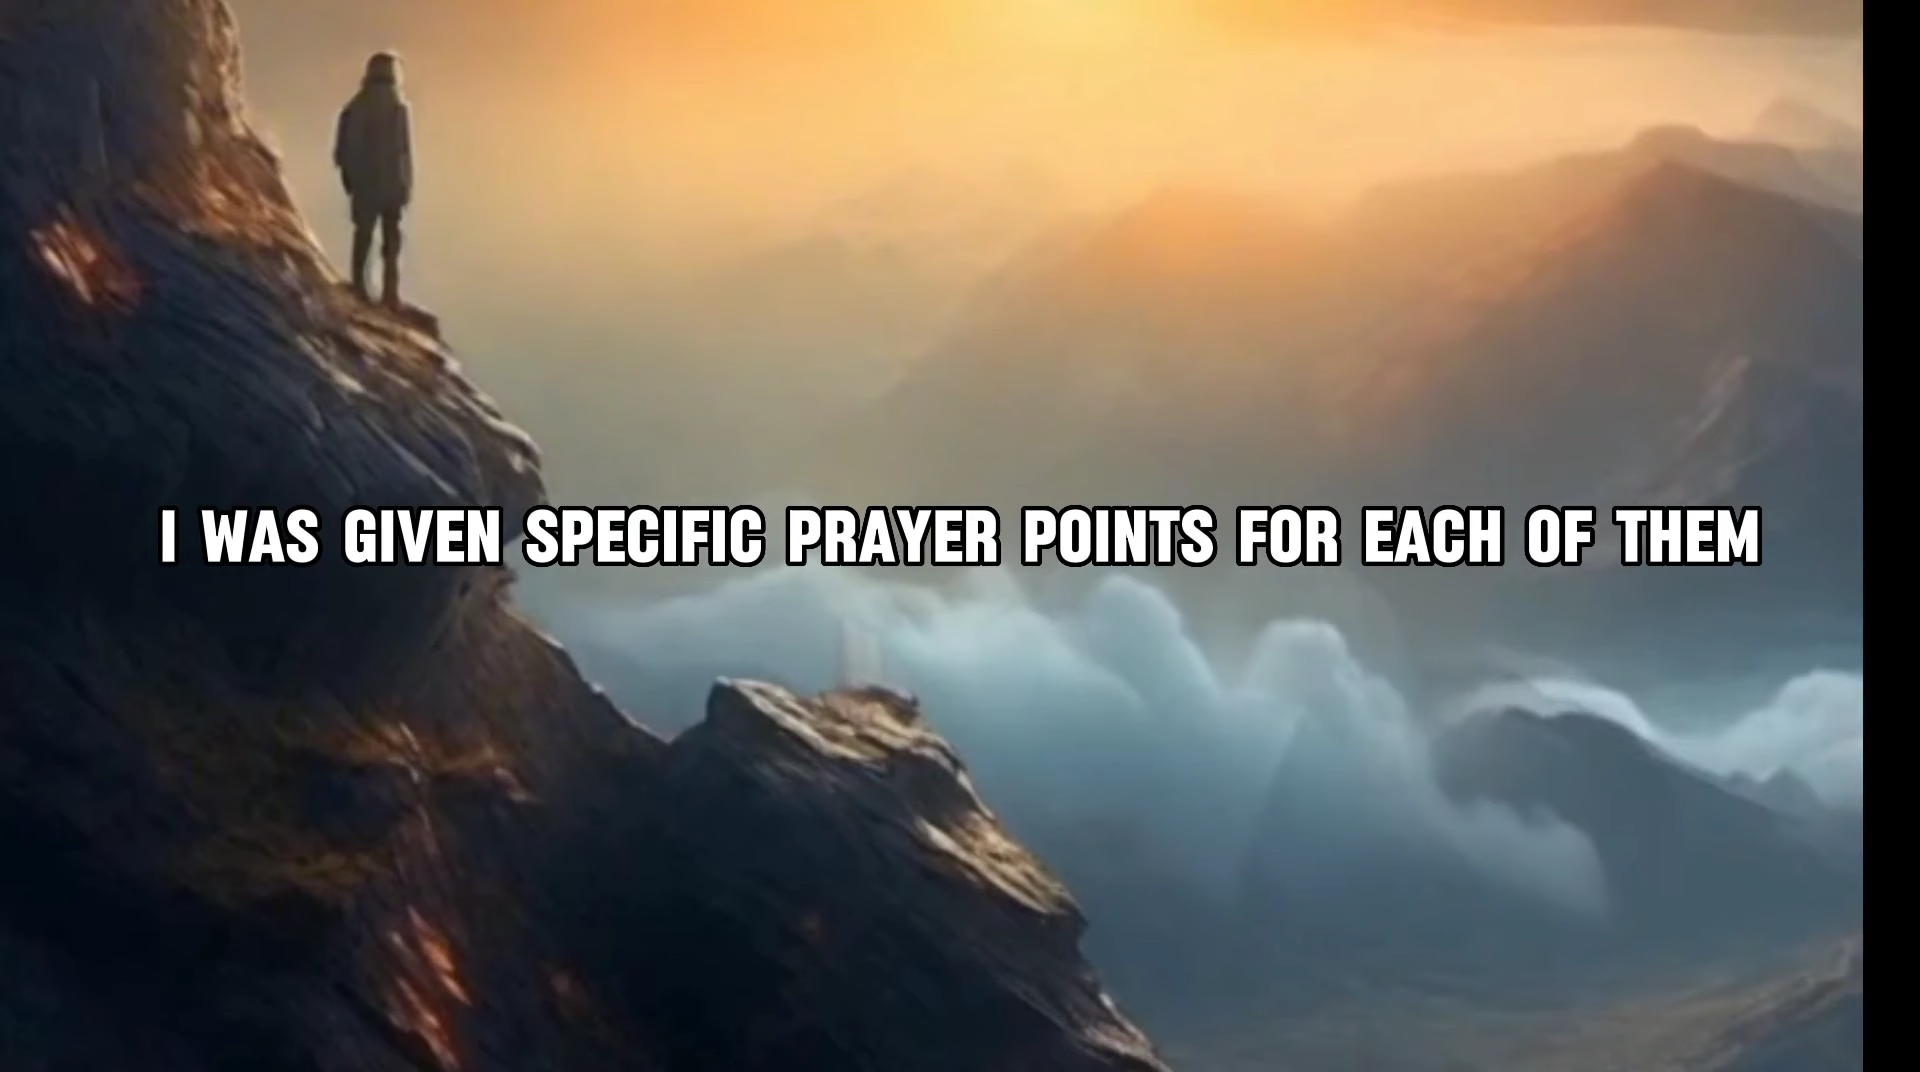 I WAS GIVEN SPECIFIC PRAYER POINTS FOR EACH OF THEM